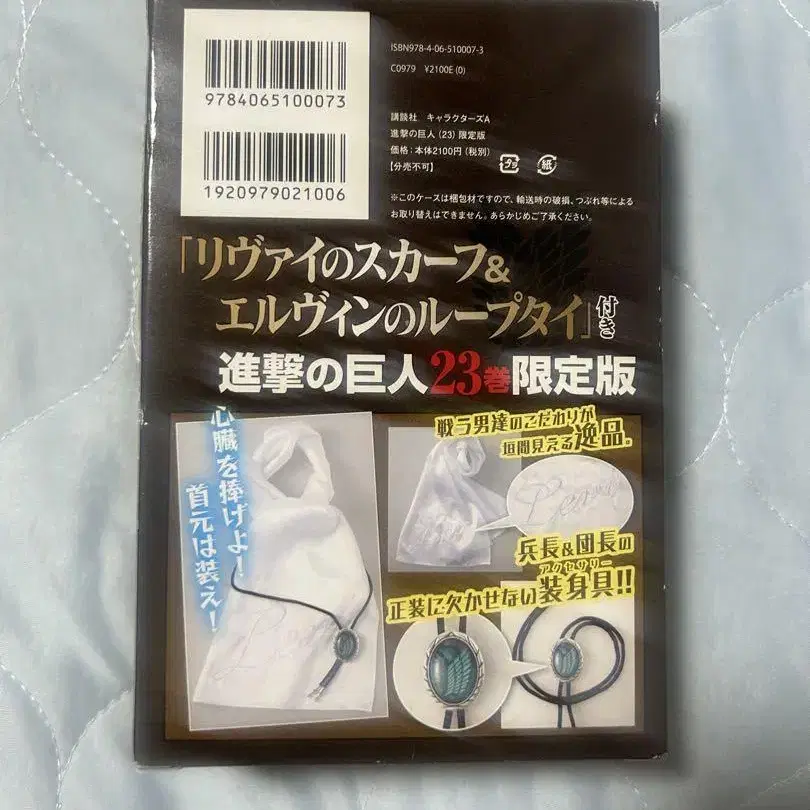 ISBN978-4-06-510007-3
C0979 ¥2100E (0)
9784065100073
1920979021006
講談社 キャラクターズA
進撃の巨人 (23) 限定版
価格:本体2100円(税別)
【分売不可】
カバ
紙
※このケースは梱包材ですので、輸送時の破損、つぶれ等による
お取り替えはできません。あらかじめご了承ください。
「リヴァイのスカーフ&
エルヴィンのループタイ」付き
進撃の巨人23巻限定版
心臓を捧げよ!
首元は装え!
戦う男達のこだわりが
垣間見える逸品。
兵長&団長の
アクセサリー
正装に欠かせない装身具!!